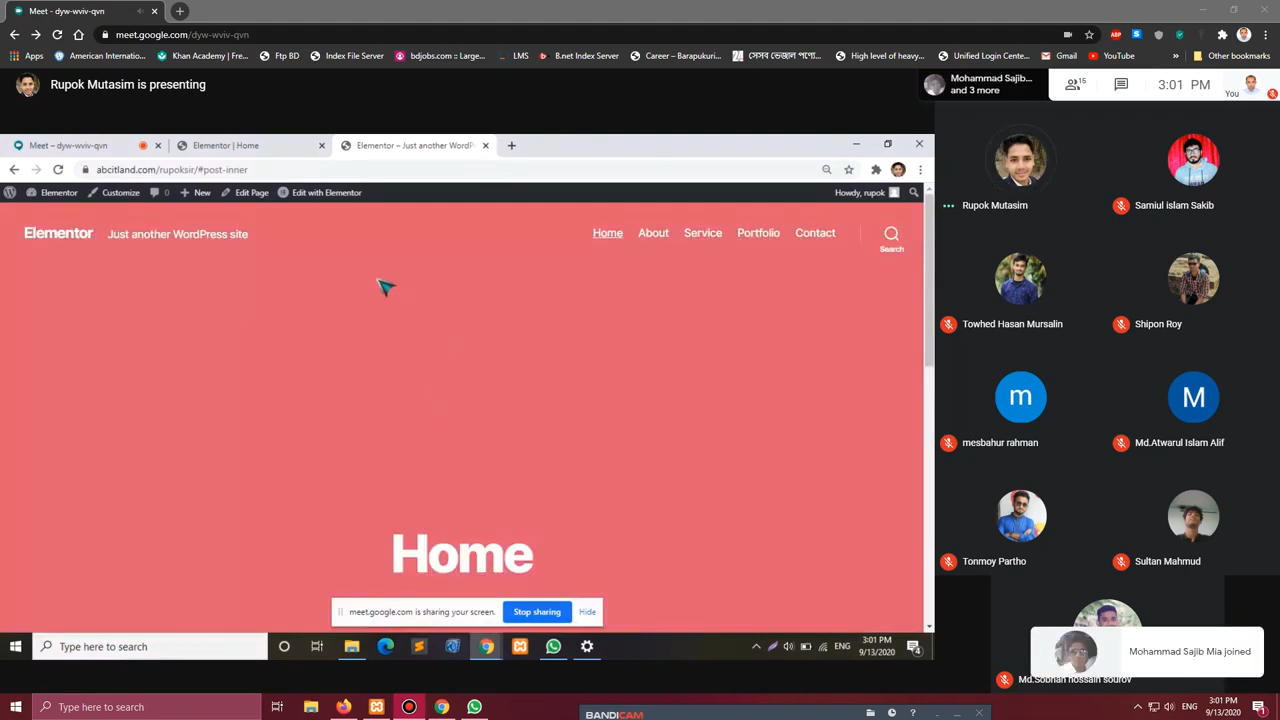 Meet - dyw-wviv-qvn
meet.google.com/dyw-wviv-qvn
Apps
American Internatio...
Khan Academy | Fre...
Ftp BD
Index File Server
bdjobs.com :: Large...
LMS
B.net Index Server
Career – Barapukuri...
সেসব ভেজাল পণ্যে...
High level of heavy...
Unified Login Cente...
Gmail
YouTube
»
Other bookmarks
Rupok Mutasim is presenting
Mohammad Sajib...
and 3 more
15
3:01 PM
You
Meet – dyw-wviv-qvn
Elementor | Home
Elementor – Just another WordPr
abcitland.com/rupoksir/#post-inner
Elementor
Customize
0
New
Edit Page
Edit with Elementor
Howdy, rupok
Elementor
Just another WordPress site
Home
About
Service
Portfolio
Contact
Search
Home
meet.google.com is sharing your screen.
Stop sharing
Hide
Type here to search
ENG
3:01 PM
9/13/2020
4
Rupok Mutasim
Samiul islam Sakib
Towhed Hasan Mursalin
Shipon Roy
m
mesbahur rahman
M
Md.Atwarul Islam Alif
Tonmoy Partho
Sultan Mahmud
Mohammad Sajib Mia joined
Md.Sobhan hossain sourov
Type here to search
BANDICAM
ENG
3:01 PM
9/13/2020
1